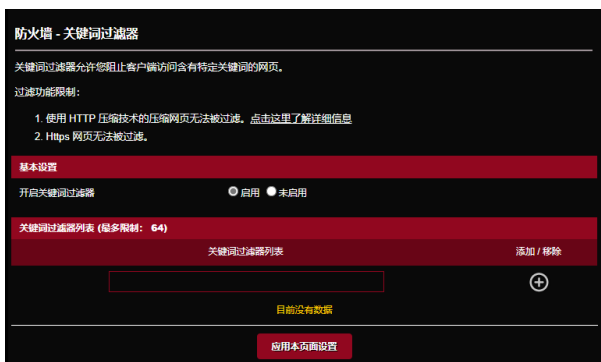 防火墙 - 关键词过滤器
关键词过滤器允许您阻止客户端访问含有特定关键词的网页。
过滤功能限制：
1. 使用 HTTP 压缩技术的压缩网页无法被过滤。点击这里了解详细信息
2. Https 网页无法被过滤。
基本设置
开启关键词过滤器 启用 未启用
关键词过滤器列表 (最多限制： 64)
关键词过滤器列表 添加 / 移除
目前没有数据
应用本页面设置